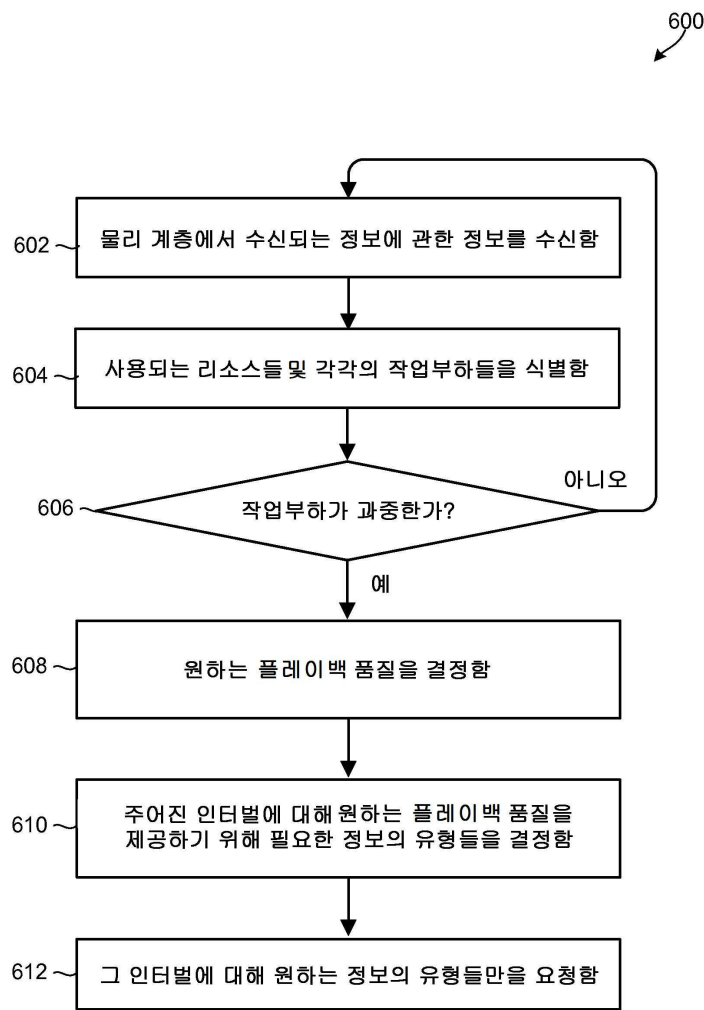 600
602
물리 계층에서 수신되는 정보에 관한 정보를 수신함
604
사용되는 리소스들 및 각각의 작업부하들을 식별함
아니오
606
작업부하가 과중한가?
예
608
원하는 플레이백 품질을 결정함
610
주어진 인터벌에 대해 원하는 플레이백 품질을
제공하기 위해 필요한 정보의 유형들을 결정함
612
그 인터벌에 대해 원하는 정보의 유형들만을 요청함